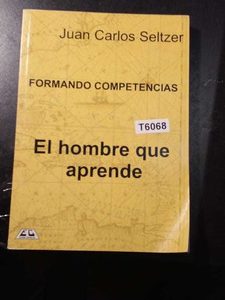 Juan Carlos Seltzer
FORMANDO COMPETENCIAS
T6068
El hombre que
aprende